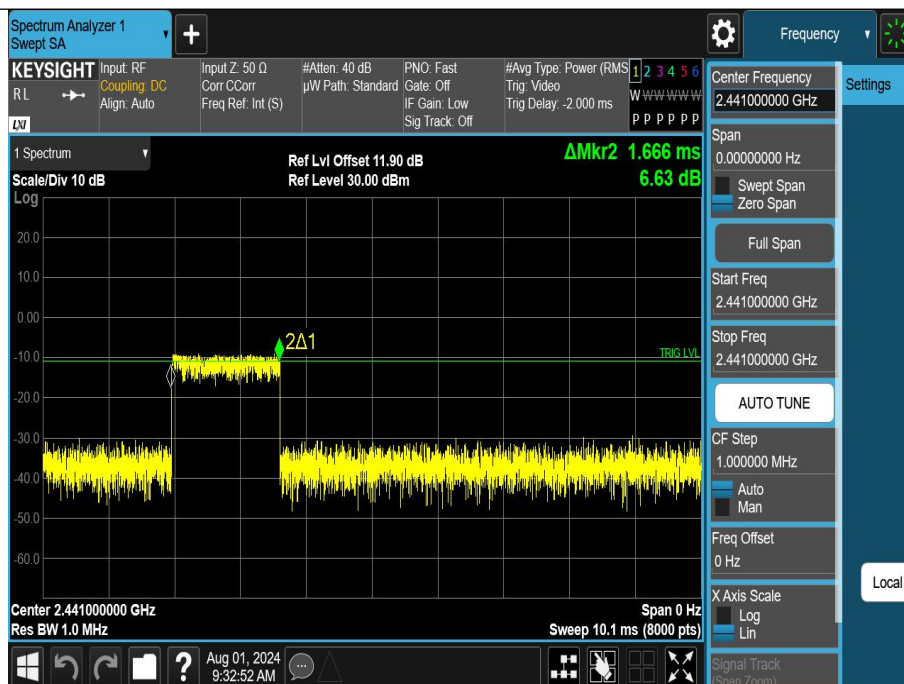 Spectrum Analyzer 1
Swept SA
+
Frequency
KEYSIGHT
RL
LXI
Input: RF
Coupling: DC
Align: Auto
Input Z: 50 Ω
Corr CCorr
Freq Ref: Int (S)
#Atten: 40 dB
µW Path: Standard
PNO: Fast
Gate: Off
IF Gain: Low
Sig Track: Off
#Avg Type: Power (RMS
Trig: Video
Trig Delay: -2.000 ms
1 2 3 4 5 6
W W W W W W
P P P P P P
1 Spectrum
Scale/Div 10 dB
Log
Ref Lvl Offset 11.90 dB
Ref Level 30.00 dBm
ΔMkr2 1.666 ms
6.63 dB
20.0
10.0
0.00
-10.0
-20.0
-30.0
-40.0
-50.0
-60.0
2Δ1
TRIG LVL
Center 2.441000000 GHz
Res BW 1.0 MHz
Span 0 Hz
Sweep 10.1 ms (8000 pts)
?
Aug 01, 2024
9:32:52 AM
Center Frequency
2.441000000 GHz
Span
0.00000000 Hz
Swept Span
Zero Span
Full Span
Start Freq
2.441000000 GHz
Stop Freq
2.441000000 GHz
AUTO TUNE
CF Step
1.000000 MHz
Auto
Man
Freq Offset
0 Hz
X Axis Scale
Log
Lin
Signal Track
(Span Zoom)
Settings
Local